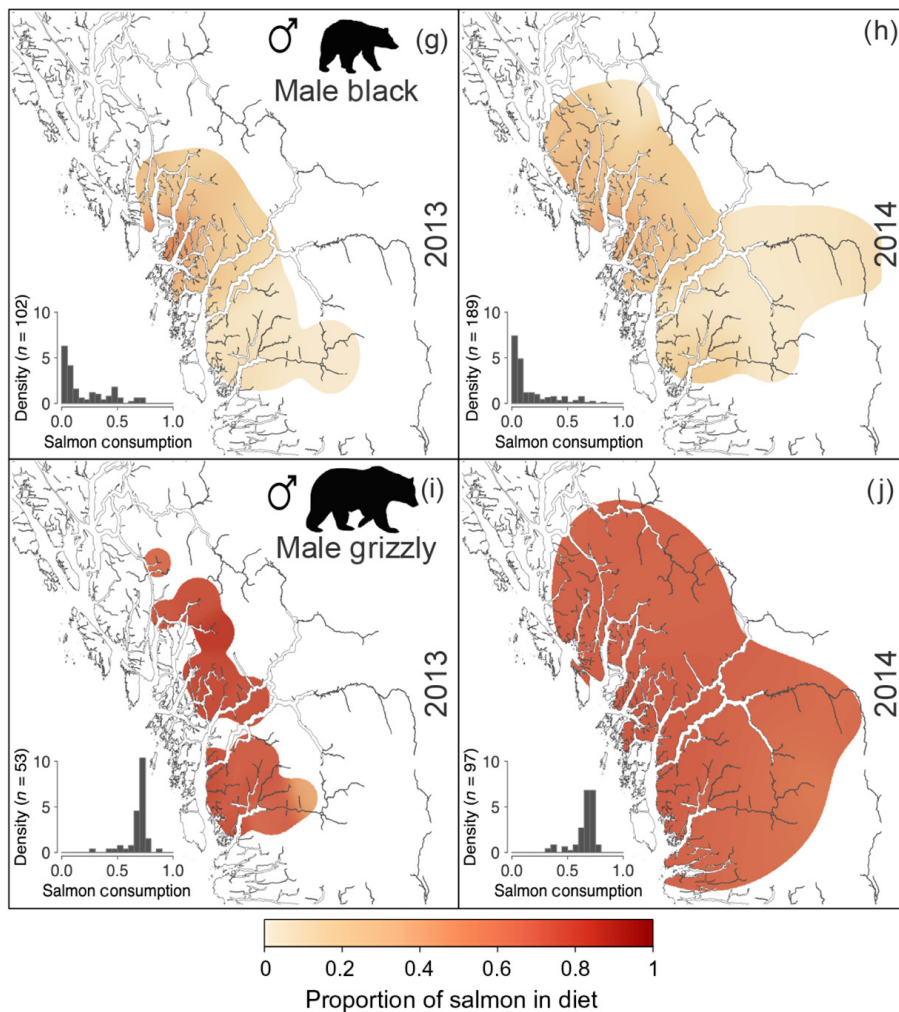 (g)
♂
Male black
2013
10
5
0
Density (n = 102)
0.0 0.5 1.0
Salmon consumption
(h)
2014
10
5
0
Density (n = 189)
0.0 0.5 1.0
Salmon consumption
(i)
♂
Male grizzly
2013
10
5
0
Density (n = 53)
0.0 0.5 1.0
Salmon consumption
(j)
2014
10
5
0
Density (n = 97)
0.0 0.5 1.0
Salmon consumption
0 0.2 0.4 0.6 0.8 1
Proportion of salmon in diet